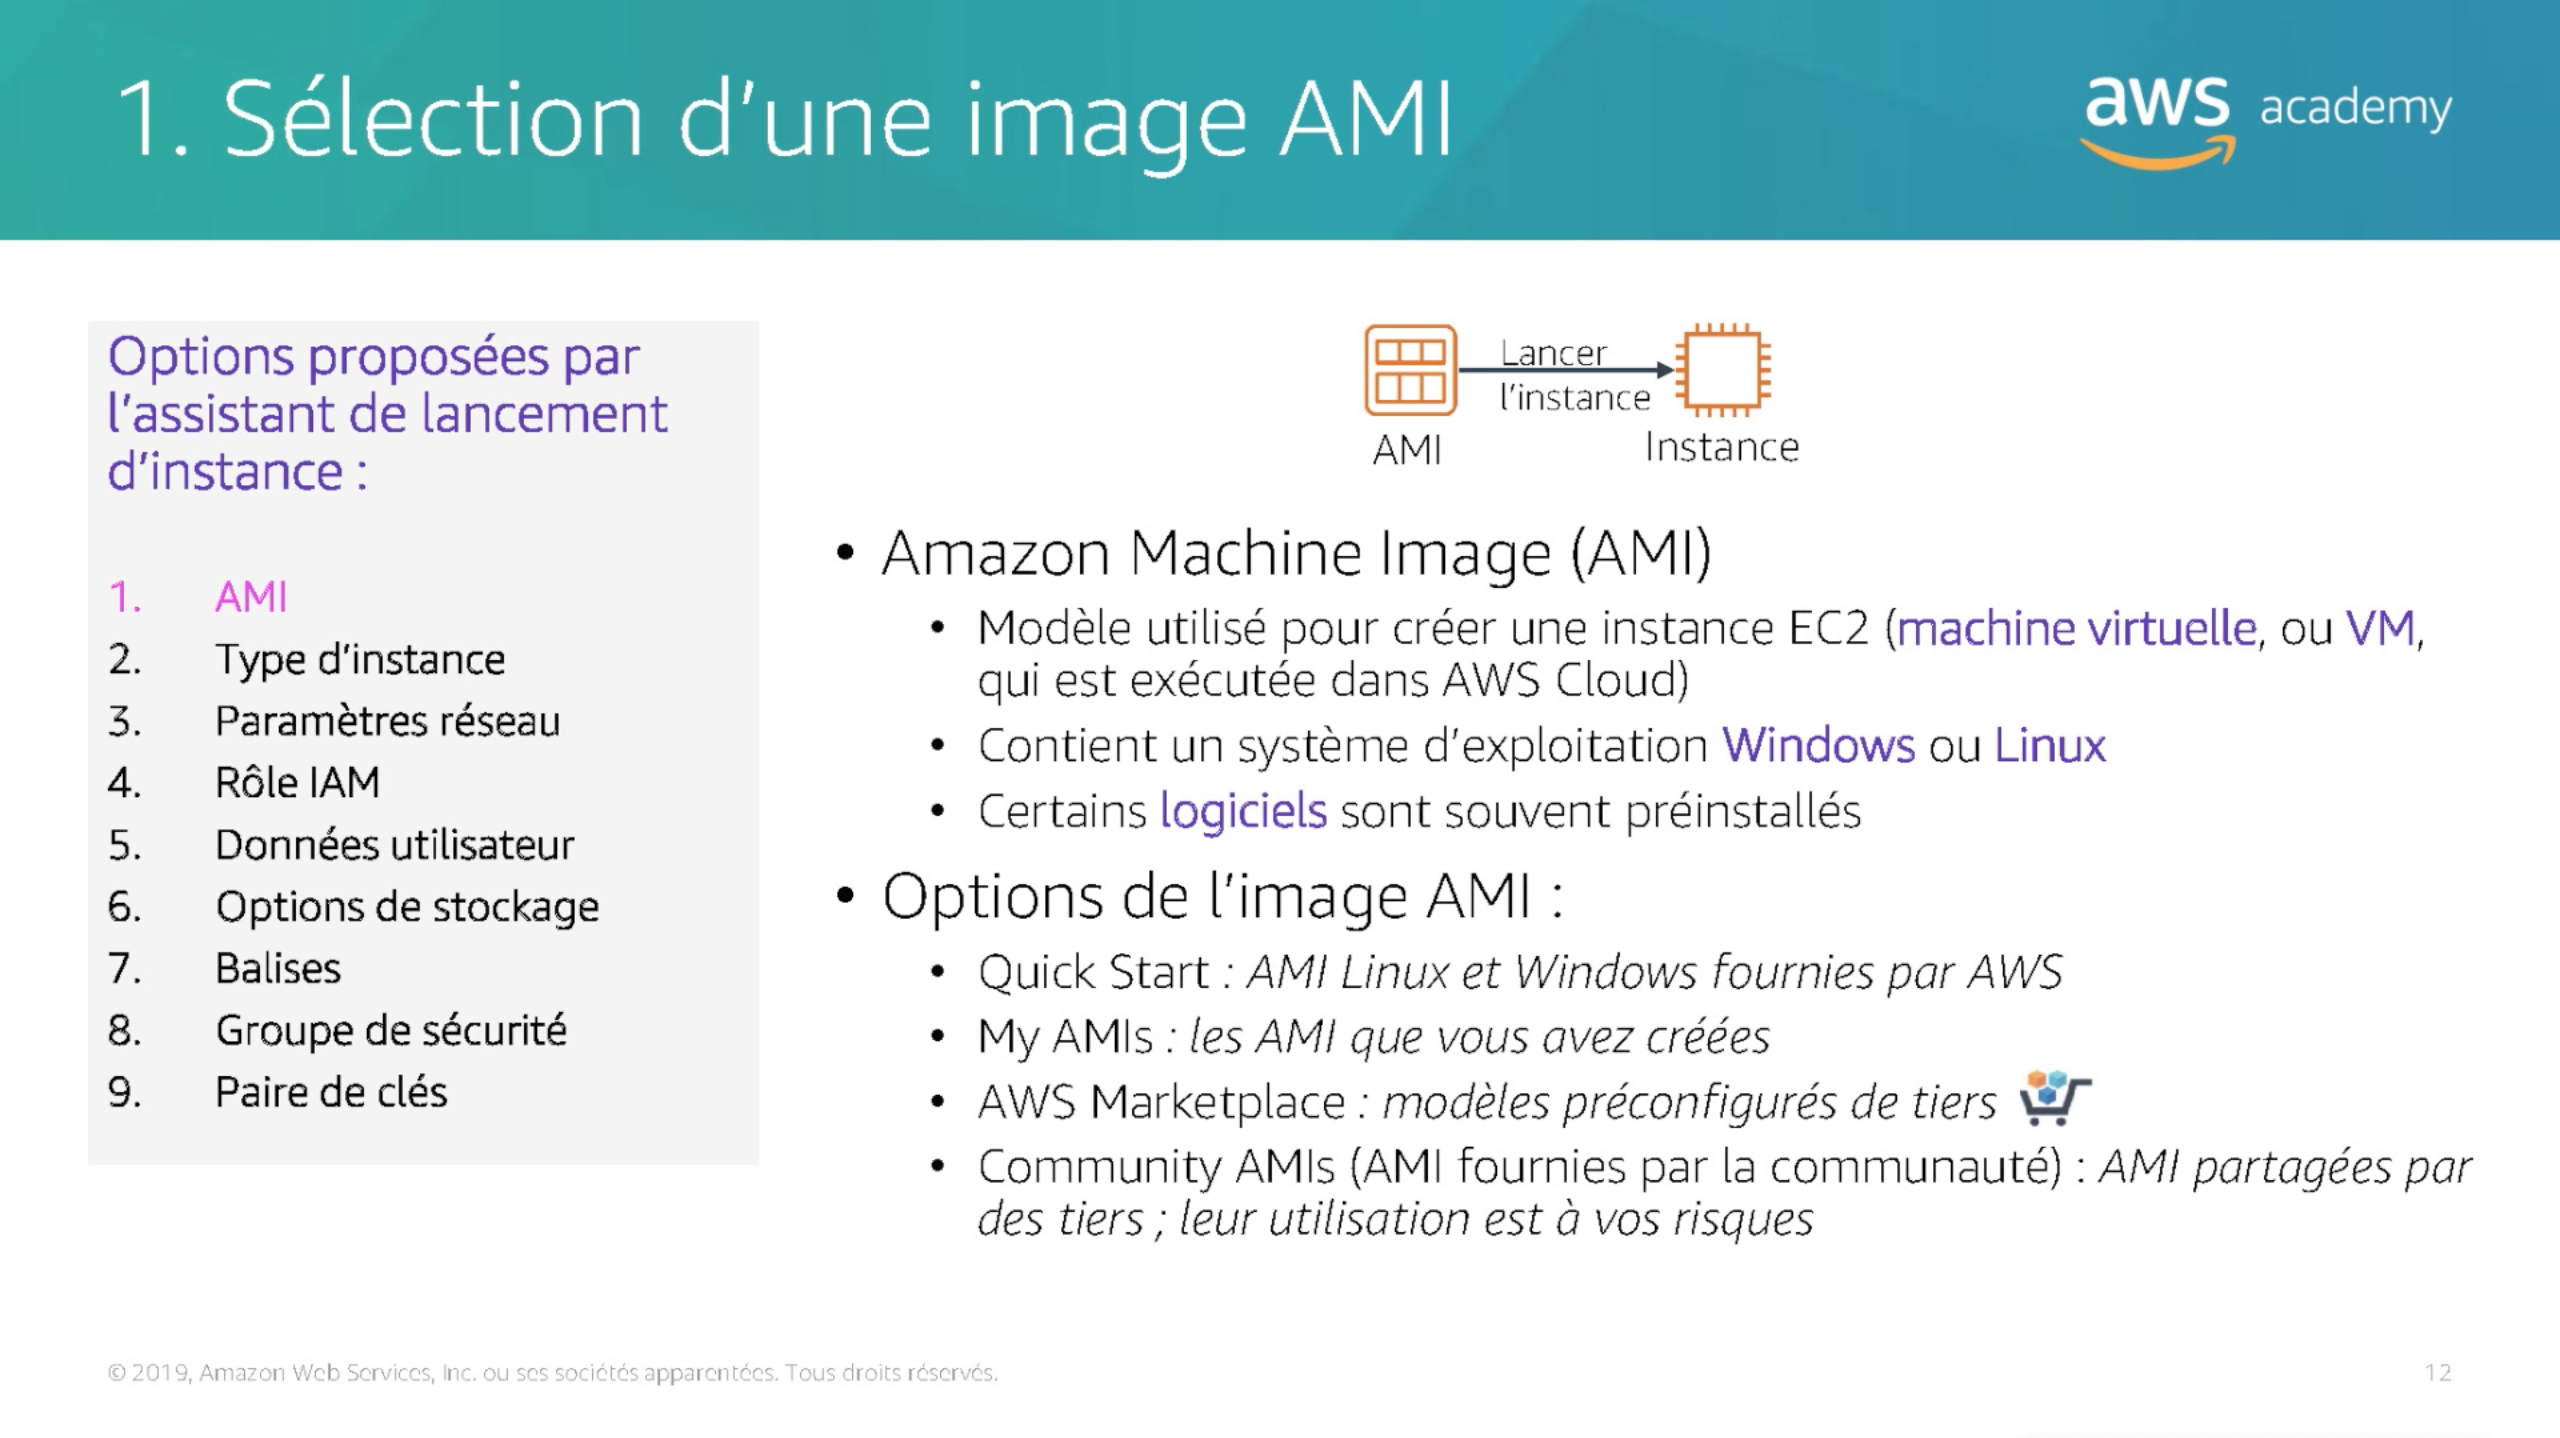 1. Sélection d’une image AMI
aws academy
Options proposées par
l’assistant de lancement
d’instance :
1. AMI
2. Type d’instance
3. Paramètres réseau
4. Rôle IAM
5. Données utilisateur
6. Options de stockage
7. Balises
8. Groupe de sécurité
9. Paire de clés
Lancer
l’instance
AMI
Instance
• Amazon Machine Image (AMI)
• Modèle utilisé pour créer une instance EC2 (machine virtuelle, ou VM,
qui est exécutée dans AWS Cloud)
• Contient un système d’exploitation Windows ou Linux
• Certains logiciels sont souvent préinstallés
• Options de l’image AMI :
• Quick Start : AMI Linux et Windows fournies par AWS
• My AMIs : les AMI que vous avez créées
• AWS Marketplace : modèles préconfigurés de tiers
• Community AMIs (AMI fournies par la communauté) : AMI partagées par
des tiers ; leur utilisation est à vos risques
© 2019, Amazon Web Services, Inc. ou ses sociétés apparentées. Tous droits réservés.
12